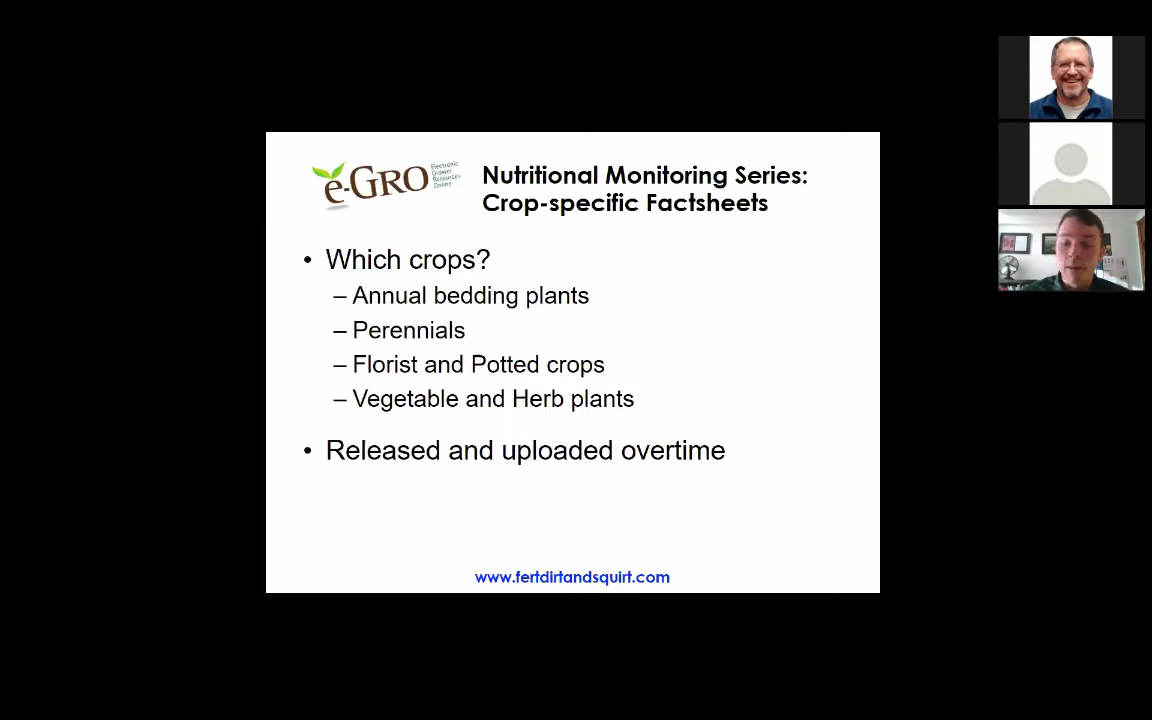 e-GRO
Electronic
Grower
Resources
Online
Nutritional Monitoring Series:
Crop-specific Factsheets
• Which crops?
– Annual bedding plants
– Perennials
– Florist and Potted crops
– Vegetable and Herb plants
• Released and uploaded overtime
www.fertdirtandsquirt.com